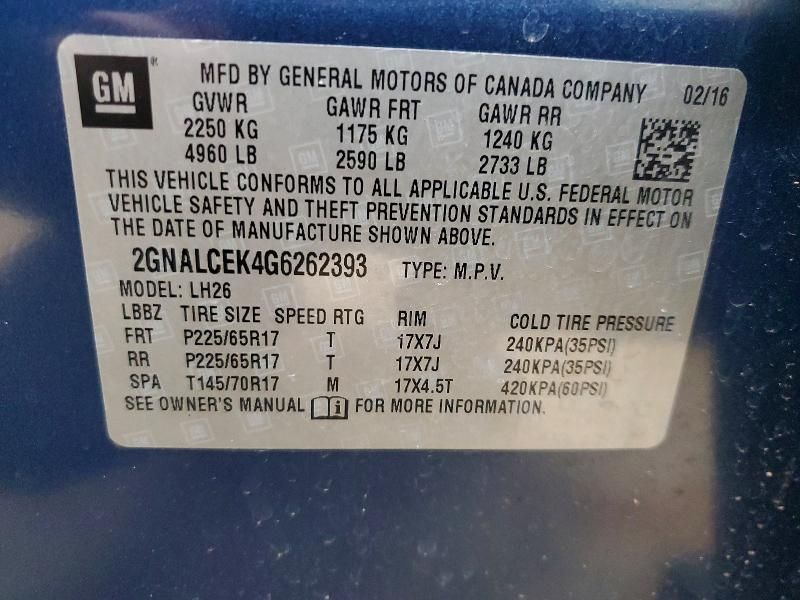 GM®
MFD BY GENERAL MOTORS OF CANADA COMPANY 02/16
GVWR GAWR FRT GAWR RR
2250 KG 1175 KG 1240 KG
4960 LB 2590 LB 2733 LB
THIS VEHICLE CONFORMS TO ALL APPLICABLE U.S. FEDERAL MOTOR
VEHICLE SAFETY AND THEFT PREVENTION STANDARDS IN EFFECT ON
THE DATE OF MANUFACTURE SHOWN ABOVE.
2GNALCEK4G6262393 TYPE: M.P.V.
MODEL: LH26
LBBZ TIRE SIZE SPEED RTG RIM COLD TIRE PRESSURE
FRT P225/65R17 T 17X7J 240KPA(35PSI)
RR P225/65R17 T 17X7J 240KPA(35PSI)
SPA T145/70R17 M 17X4.5T 420KPA(60PSI)
SEE OWNER'S MANUAL FOR MORE INFORMATION.